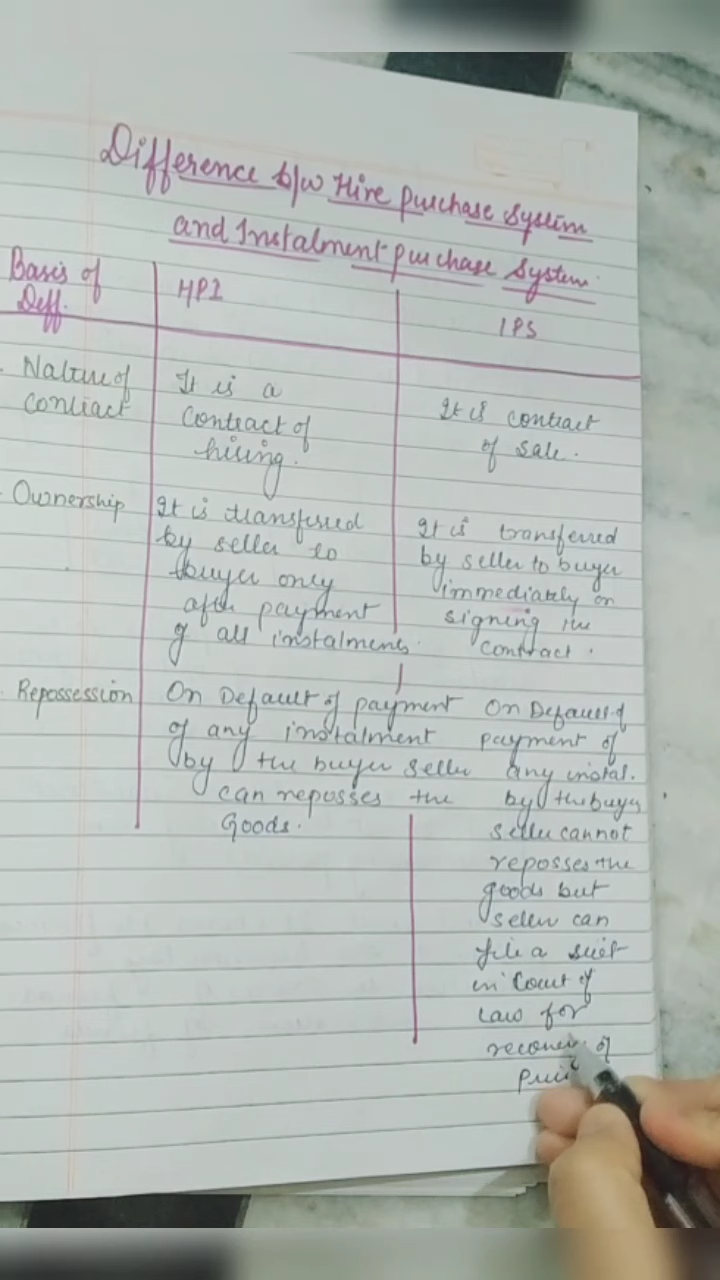 Difference b/w Hire Purchase System
and Instalment purchase System.
Basis of
Deff.
HPI
IPS
Nature of
contract
It is a
contract of
hiring.
It is contract
of sale.
Ownership
It is transferred
by seller to
buyer only
after payment
of all instalments.
It is transferred
by seller to buyer
immediately on
signing the
contract.
Repossession
On Default of payment
of any instalment
by the buyer seller
can reposses the
Goods.
On Default of
payment of
any instal.
by the buyer
seller cannot
reposses the
goods but
seller can
file a suit
in Court of
Law for
of